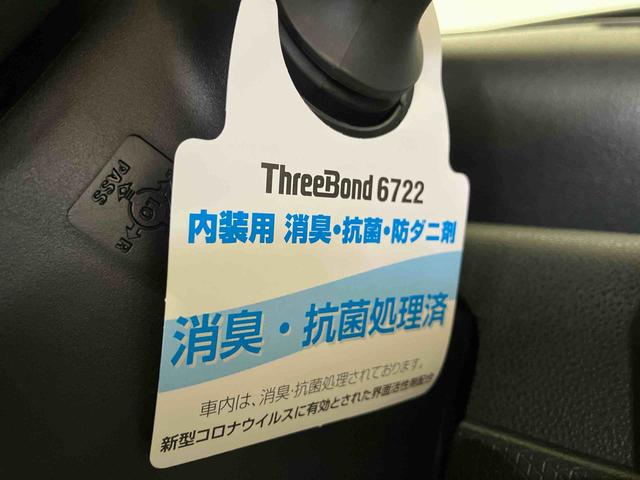 ThreeBond 6722
内装用 消臭・抗菌・防ダニ剤
消臭・抗菌処理済
車内は、消臭・抗菌処理されております。
新型コロナウイルスに有効とされた界面活性剤配合
PASS
LO
R